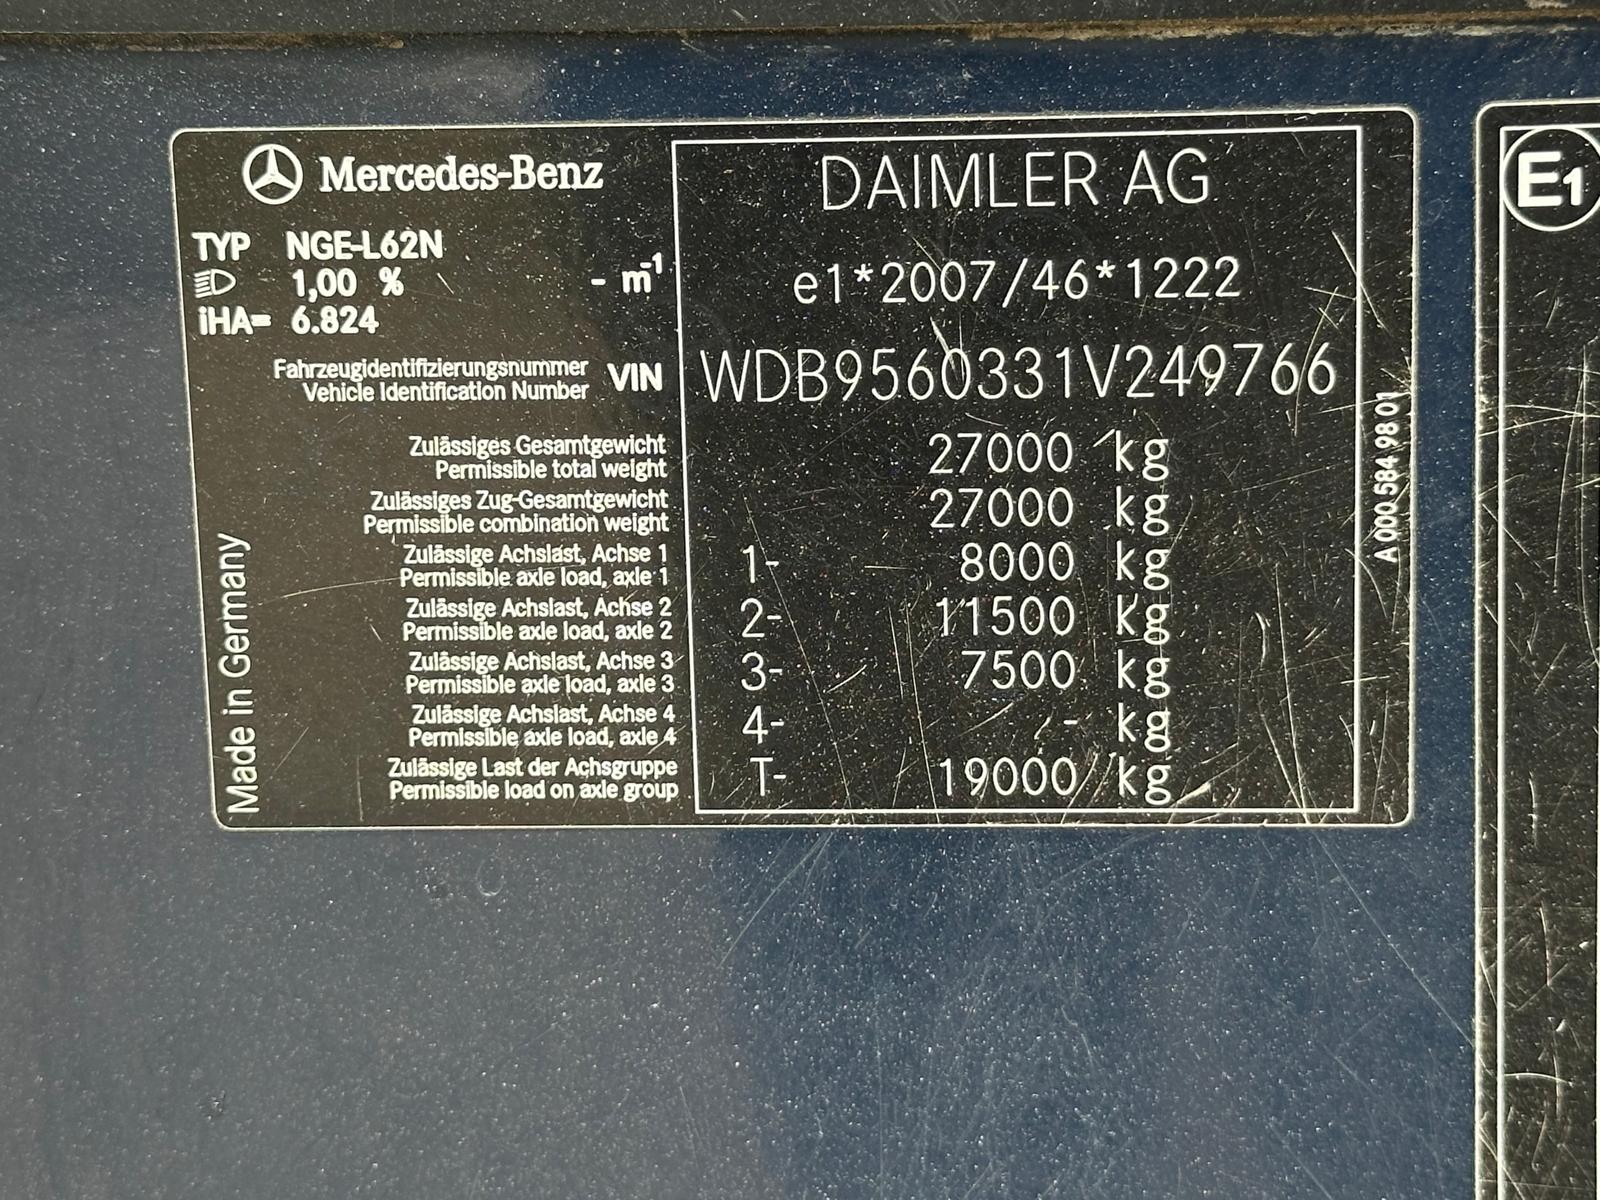 Mercedes-Benz
DAIMLER AG
TYP NGE-L62N
1,00 % - m-1
iHA= 6.824
e1*2007/46*1222
Fahrzeugidentifizierungsnummer
Vehicle Identification Number
VIN WDB9560331V249766
Zulässiges Gesamtgewicht
Permissible total weight
27000 kg
Zulässiges Zug-Gesamtgewicht
Permissible combination weight
27000 kg
Zulässige Achslast, Achse 1
Permissible axle load, axle 1
1- 8000 kg
Zulässige Achslast, Achse 2
Permissible axle load, axle 2
2- 11500 kg
Zulässige Achslast, Achse 3
Permissible axle load, axle 3
3- 7500 kg
Zulässige Achslast, Achse 4
Permissible axle load, axle 4
4- - kg
Zulässige Last der Achsgruppe
Permissible load on axle group
T- 19000 kg
Made in Germany
A 000 584 98 01
E1